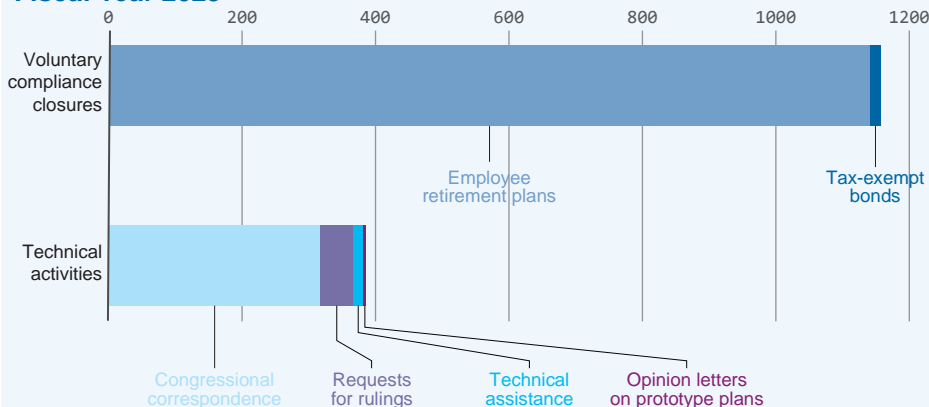 0 200 400 600 800 1000 1200
Voluntary
compliance
closures
Employee
retirement plans
Tax-exempt
bonds
Technical
activities
Congressional
correspondence
Requests
for rulings
Technical
assistance
Opinion letters
on prototype plans